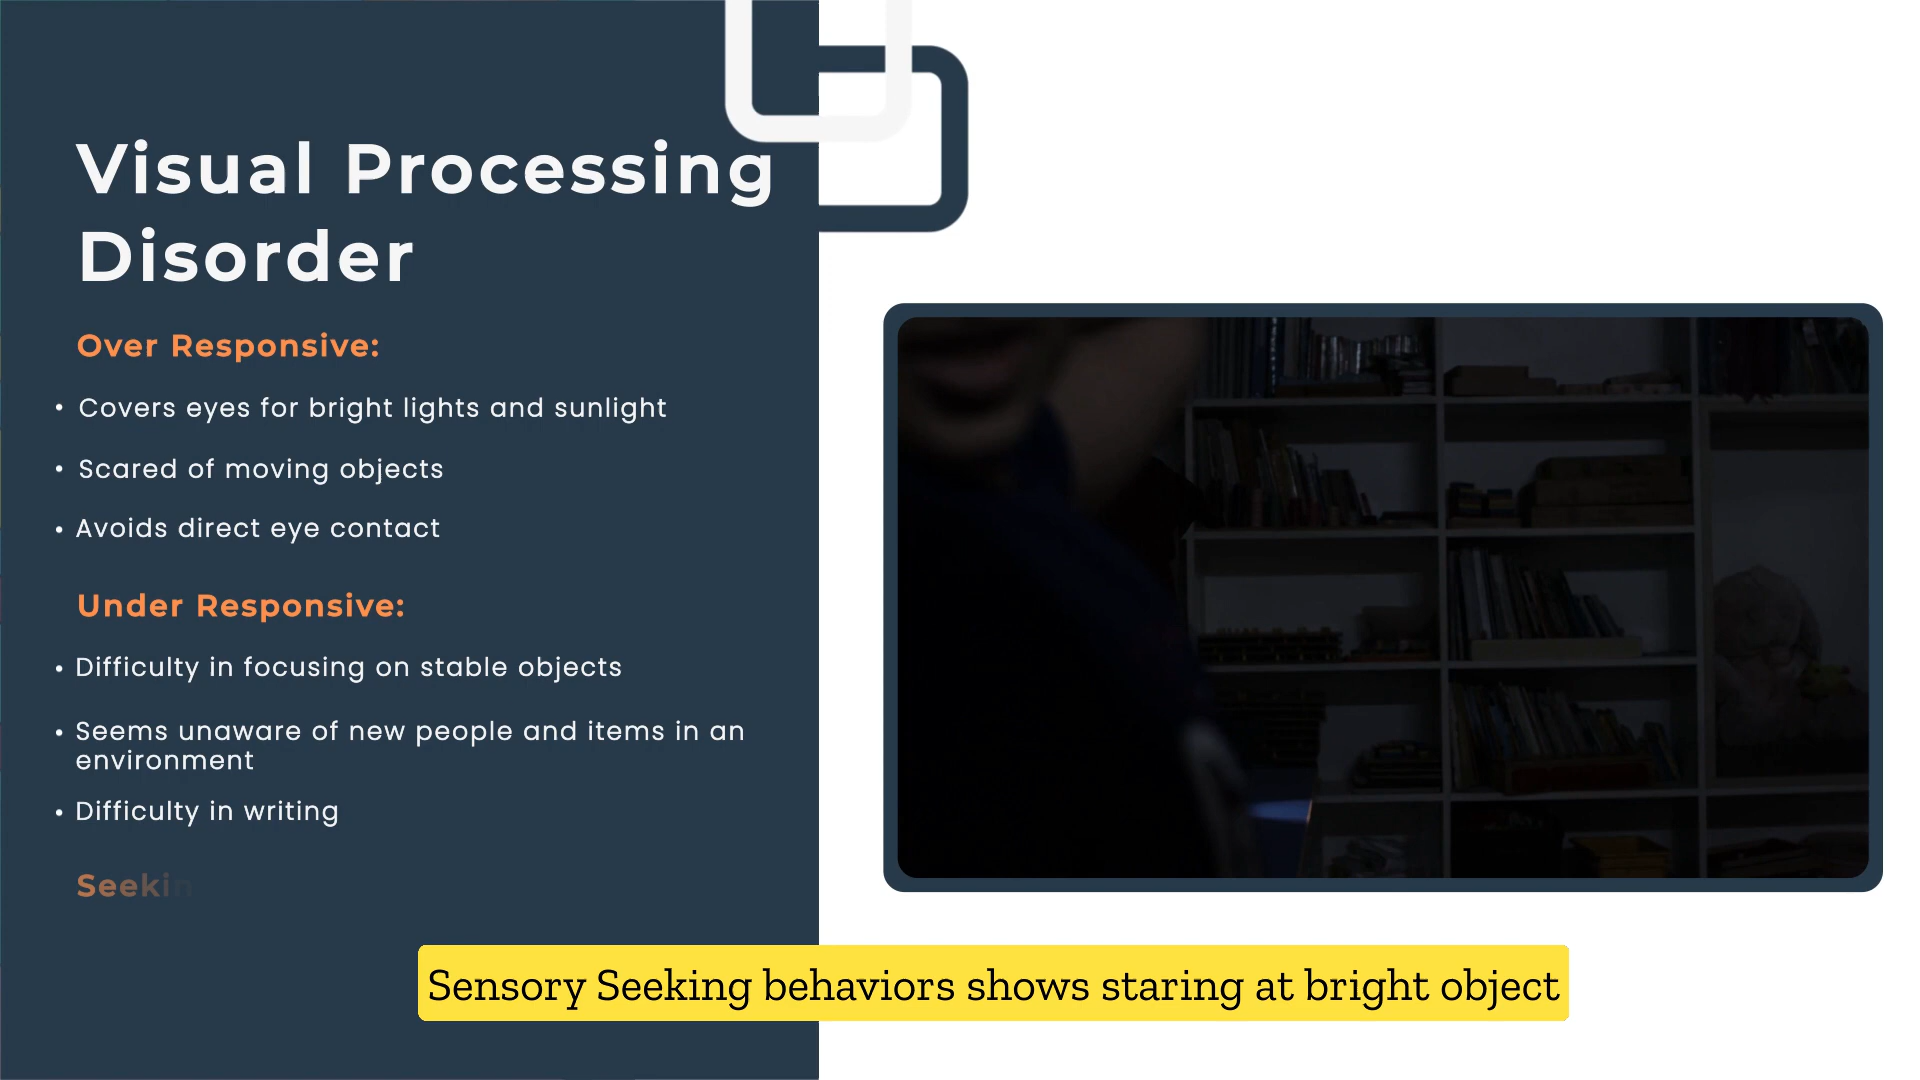 Visual Processing
Disorder
Over Responsive:
• Covers eyes for bright lights and sunlight
• Scared of moving objects
• Avoids direct eye contact
Under Responsive:
• Difficulty in focusing on stable objects
• Seems unaware of new people and items in an
environment
• Difficulty in writing
Seekin
Sensory Seeking behaviors shows staring at bright object